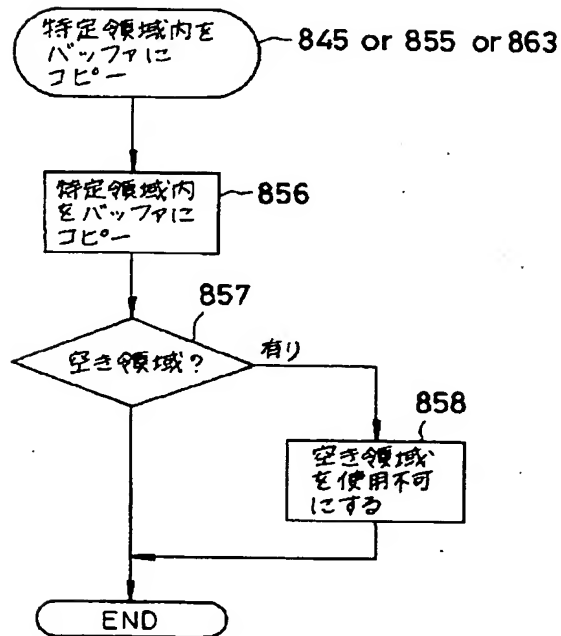 特定領域内を
バッファに
コピー
845 or 855 or 863
特定領域内
をバッファに
コピー
856
857
空き領域?
有り
858
空き領域
を使用不可
にする
END